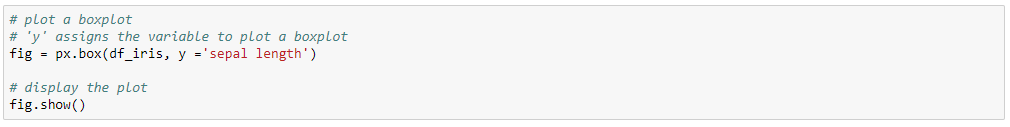 # plot a boxplot
# 'y' assigns the variable to plot a boxplot
fig = px.box(df_iris, y ='sepal length')
# display the plot
fig.show()